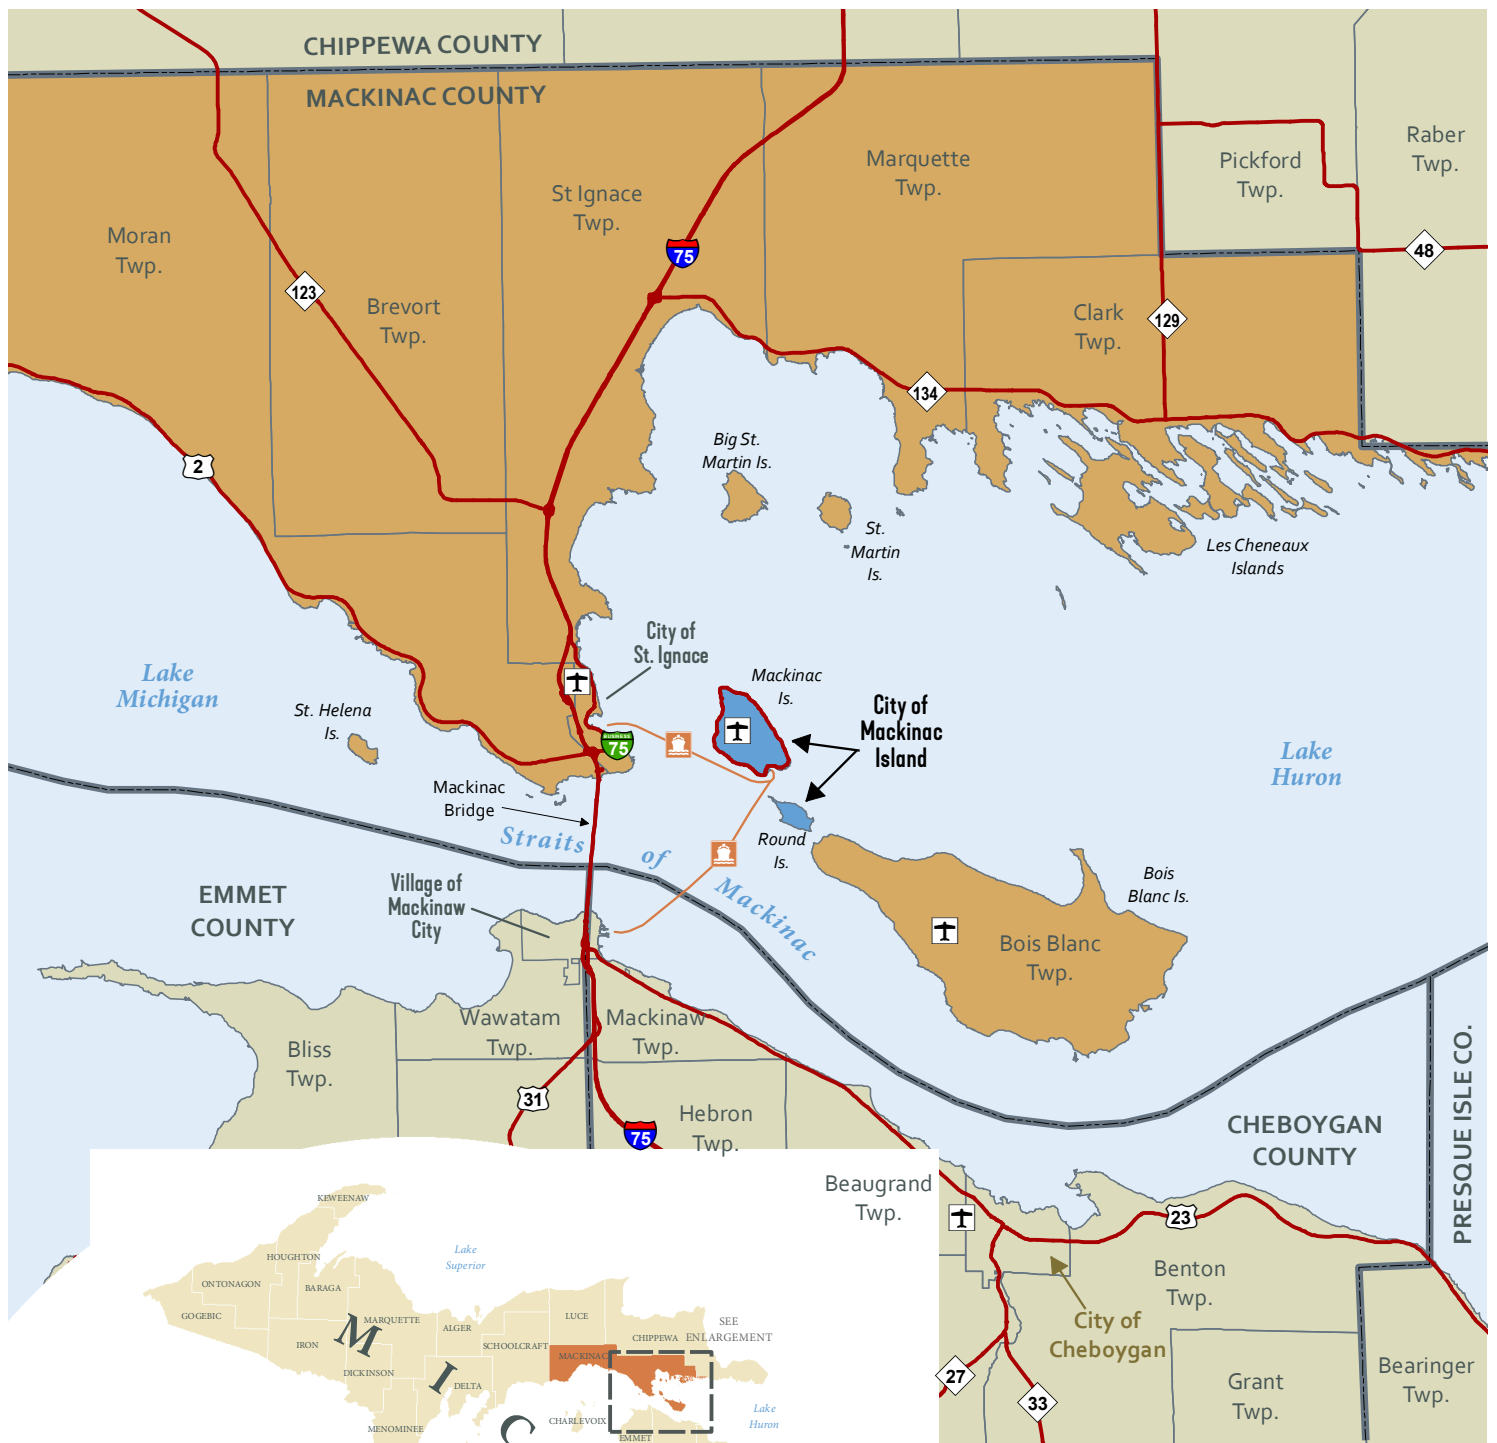 CHIPPEWA COUNTY
MACKINAC COUNTY
Raber
Twp.
Pickford
Twp.
Marquette
Twp.
St Ignace
Twp.
Moran
Twp.
75
48
123
Brevort
Twp.
Clark
Twp.
129
134
Big St.
Martin Is.
2
St.
Martin
Is.
Les Cheneaux
Islands
City of
St. Ignace
Lake
Michigan
Mackinac
Is.
St. Helena
Is.
City of
Mackinac
Island
BUSINESS
75
Lake
Huron
Mackinac
Bridge
Straits
of
Mackinac
Round
Is.
Bois
Blanc Is.
EMMET
COUNTY
Village of
Mackinaw
City
Bois Blanc
Twp.
Wawatam
Twp.
Mackinaw
Twp.
Bliss
Twp.
31
75
Hebron
Twp.
CHEBOYGAN
COUNTY
PRESQUE ISLE CO.
Beaugrand
Twp.
23
Benton
Twp.
City of
Cheboygan
27
33
Grant
Twp.
Bearinger
Twp.
KEWEENAW
Lake
Superior
HOUGHTON
ONTONAGON
BARAGA
GOGEBIC
MARQUETTE
ALGER
LUCE
SEE
ENLARGEMENT
CHIPPEWA
IRON
SCHOOLCRAFT
MACKINAC
DICKINSON
DELTA
MENOMINEE
CHARLEVOIX
EMMET
Lake
Huron
M
I
C